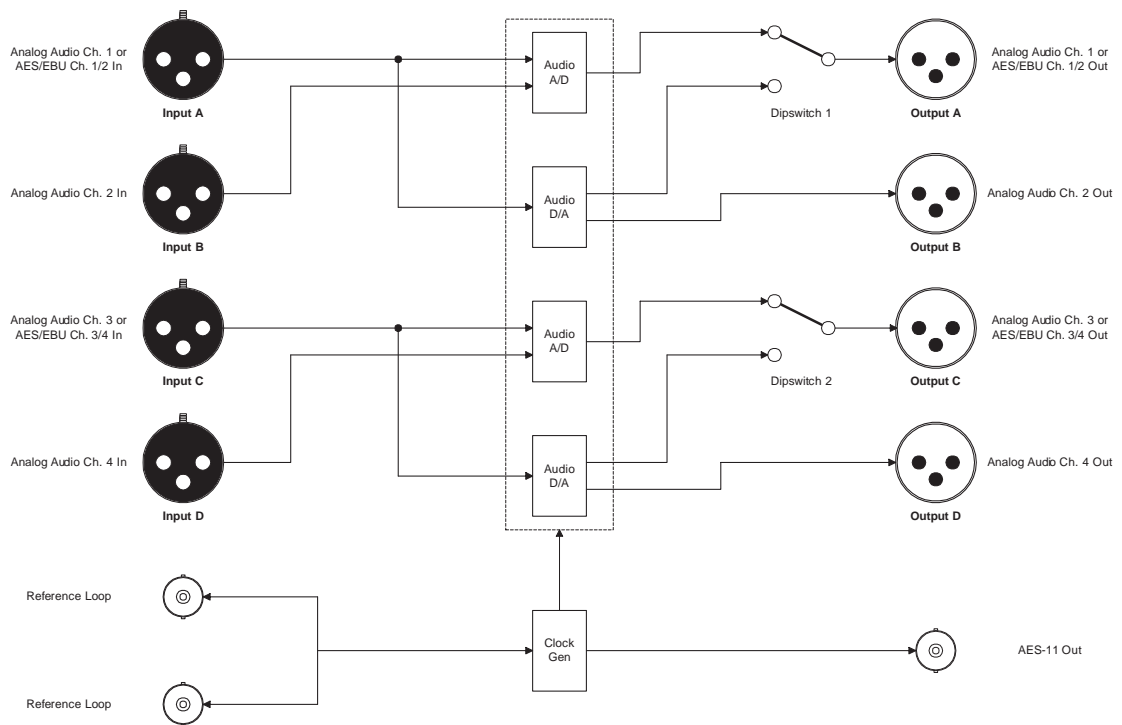 Analog Audio Ch. 1 or
AES/EBU Ch. 1/2 In
Input A
Audio
A/D
Dipswitch 1
Analog Audio Ch. 1 or
AES/EBU Ch. 1/2 Out
Output A
Analog Audio Ch. 2 In
Input B
Audio
D/A
Analog Audio Ch. 2 Out
Output B
Analog Audio Ch. 3 or
AES/EBU Ch. 3/4 In
Input C
Audio
A/D
Dipswitch 2
Analog Audio Ch. 3 or
AES/EBU Ch. 3/4 Out
Output C
Analog Audio Ch. 4 In
Input D
Audio
D/A
Analog Audio Ch. 4 Out
Output D
Reference Loop
Clock
Gen
AES-11 Out
Reference Loop